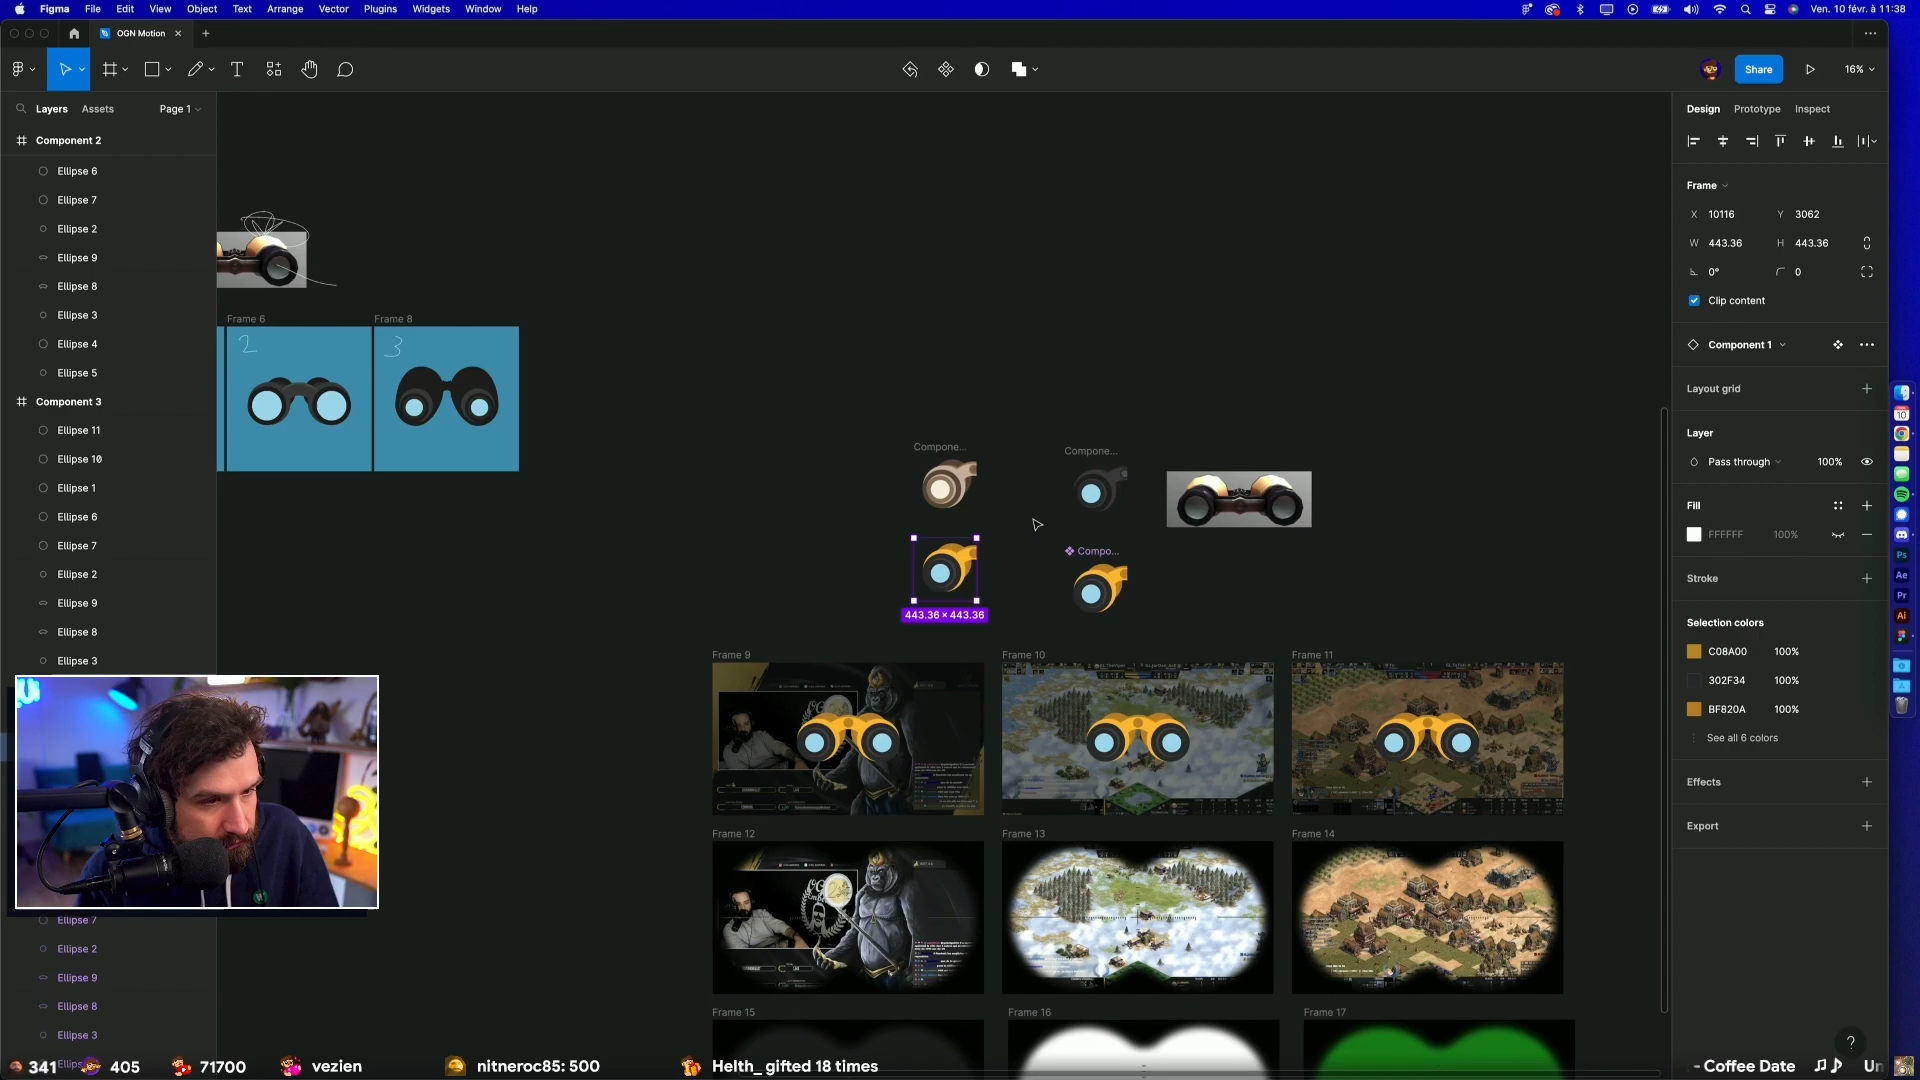 Figma File Edit View Object Text Arrange Vector Plugins Widgets Window Help
Ven. 10 févr. à 11:38
OGN Motion
Share
16%
Layers Assets Page 1
Component 2
Ellipse 6
Ellipse 7
Ellipse 2
Ellipse 9
Ellipse 8
Ellipse 3
Ellipse 4
Ellipse 5
Component 3
Ellipse 11
Ellipse 10
Ellipse 1
Ellipse 6
Ellipse 7
Ellipse 2
Ellipse 9
Ellipse 8
Ellipse 3
Ellipse 7
Ellipse 2
Ellipse 9
Ellipse 8
Ellipse 3
Frame 6
Frame 8
2
3
Compone...
Compone...
Compo...
443.36 × 443.36
Frame 9
Frame 10
Frame 11
Frame 12
Frame 13
Frame 14
Frame 15
Frame 16
Frame 17
Design Prototype Inspect
Frame
X 10116 Y 3062
W 443.36 H 443.36
0° 0
Clip content
Component 1
Layout grid
Layer
Pass through 100%
Fill
FFFFFF 100%
Stroke
Selection colors
C08A00 100%
302F34 100%
BF820A 100%
See all 6 colors
Effects
Export
?
10
Ps
Ae
Pr
Ai
341 405 71700 vezien nitneroc85: 500 Helth_ gifted 18 times - Coffee Date Un